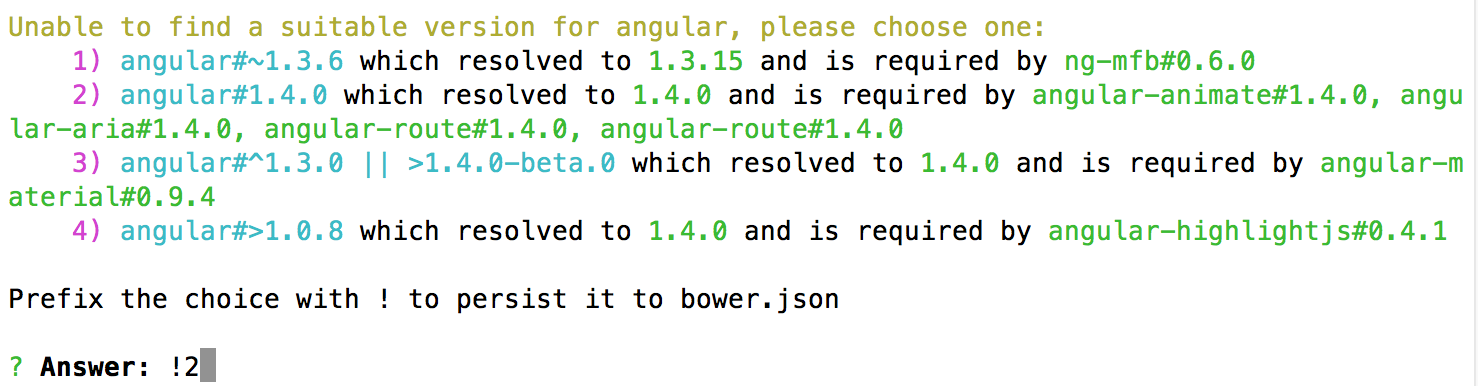 Unable to find a suitable version for angular, please choose one:
    1) angular#~1.3.6 which resolved to 1.3.15 and is required by ng-mfb#0.6.0
    2) angular#1.4.0 which resolved to 1.4.0 and is required by angular-animate#1.4.0, angu
lar-aria#1.4.0, angular-route#1.4.0, angular-route#1.4.0
    3) angular#^1.3.0 || >1.4.0-beta.0 which resolved to 1.4.0 and is required by angular-m
aterial#0.9.4
    4) angular#>1.0.8 which resolved to 1.4.0 and is required by angular-highlightjs#0.4.1
Prefix the choice with ! to persist it to bower.json
? Answer: !2